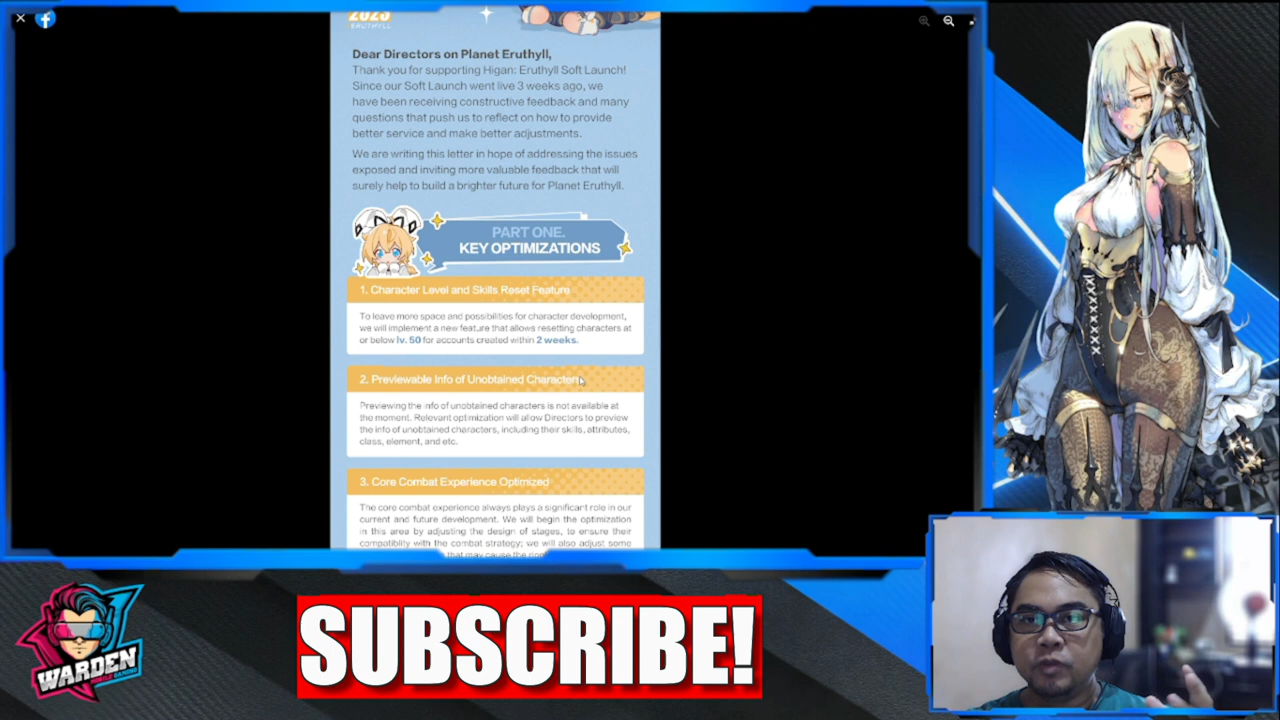 2023
ERUTHYLL
Dear Directors on Planet Eruthyll,
Thank you for supporting Higan: Eruthyll Soft Launch!
Since our Soft Launch went live 3 weeks ago, we
have been receiving constructive feedback and many
questions that push us to reflect on how to provide
better service and make better adjustments.
We are writing this letter in hope of addressing the issues
exposed and inviting more valuable feedback that will
surely help to build a brighter future for Planet Eruthyll.
PART ONE.
KEY OPTIMIZATIONS
1. Character Level and Skills Reset Feature
To leave more space and possibilities for character development,
we will implement a new feature that allows resetting characters at
or below lv. 50 for accounts created within 2 weeks.
2. Previewable Info of Unobtained Characters
Previewing the info of unobtained characters is not available at
the moment. Relevant optimization will allow Directors to preview
the info of unobtained characters, including their skills, attributes,
class, element, and etc.
3. Core Combat Experience Optimized
The core combat experience always plays a significant role in our
current and future development. We will begin the optimization
in this area by adjusting the design of stages, to ensure their
compatiblity with the combat strategy; we will also adjust some
that may cause the
SUBSCRIBE!
WARDEN
MOBILE GAMING